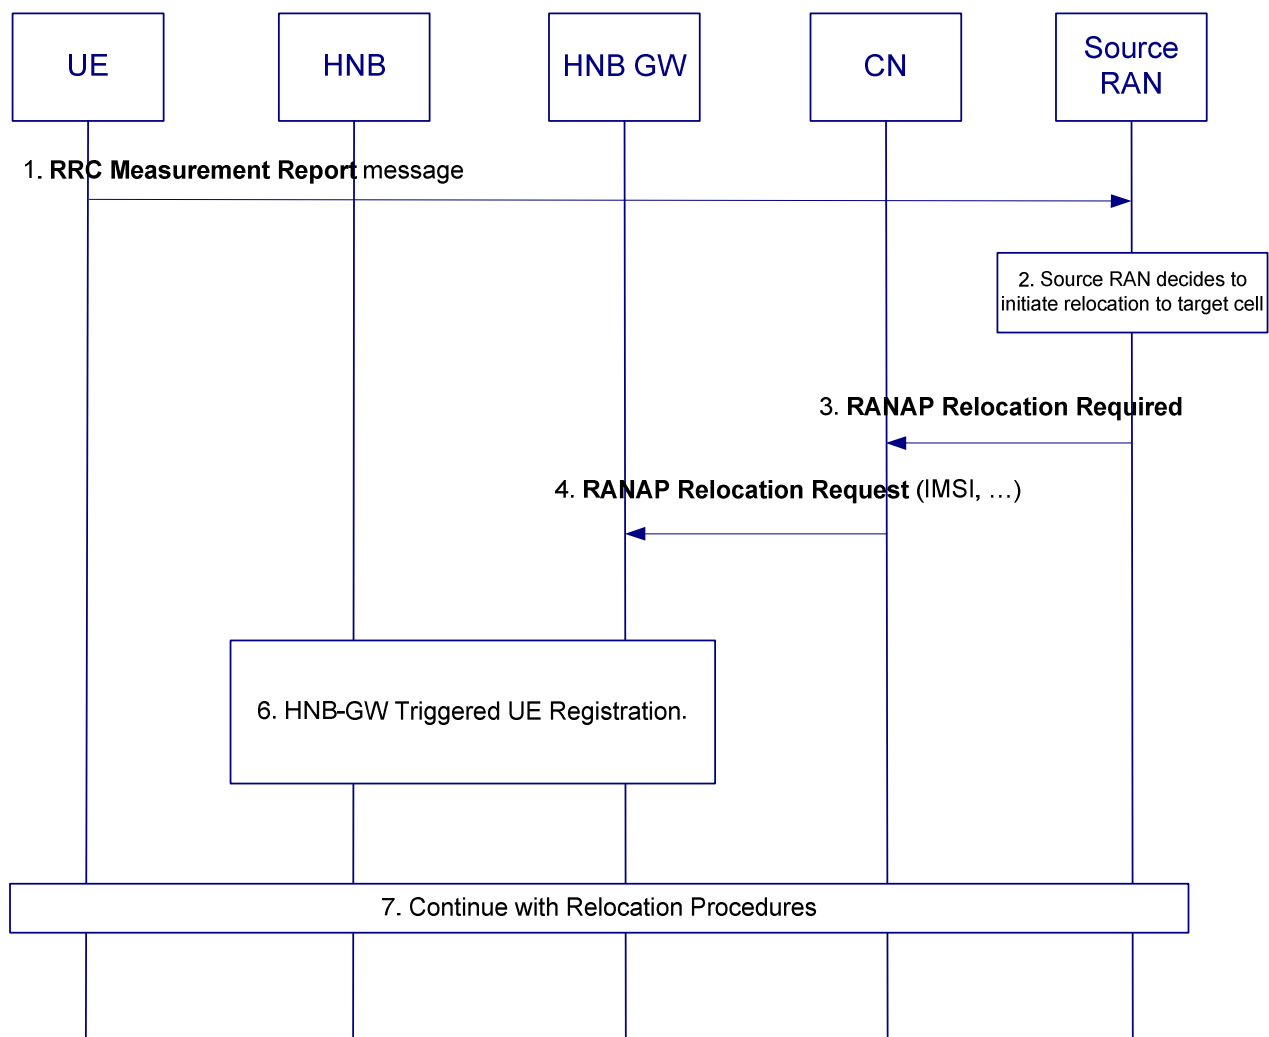 UE
HNB
HNB GW
CN
Source
RAN
1. RRC Measurement Report message
2. Source RAN decides to
initiate relocation to target cell
3. RANAP Relocation Required
4. RANAP Relocation Request (IMSI, …)
6. HNB-GW Triggered UE Registration.
7. Continue with Relocation Procedures